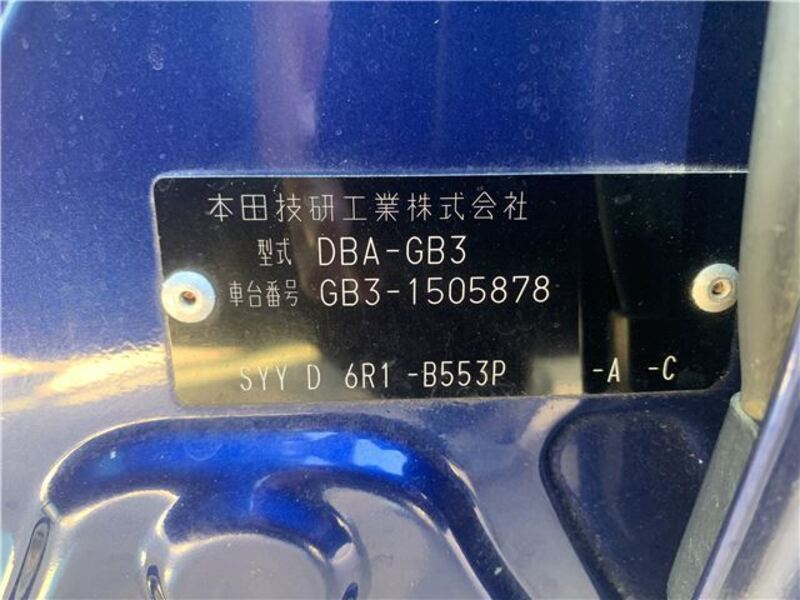 本田技研工業株式会社
型式 DBA-GB3
車台番号 GB3-1505878
SYY D 6R1 -B553P -A -C